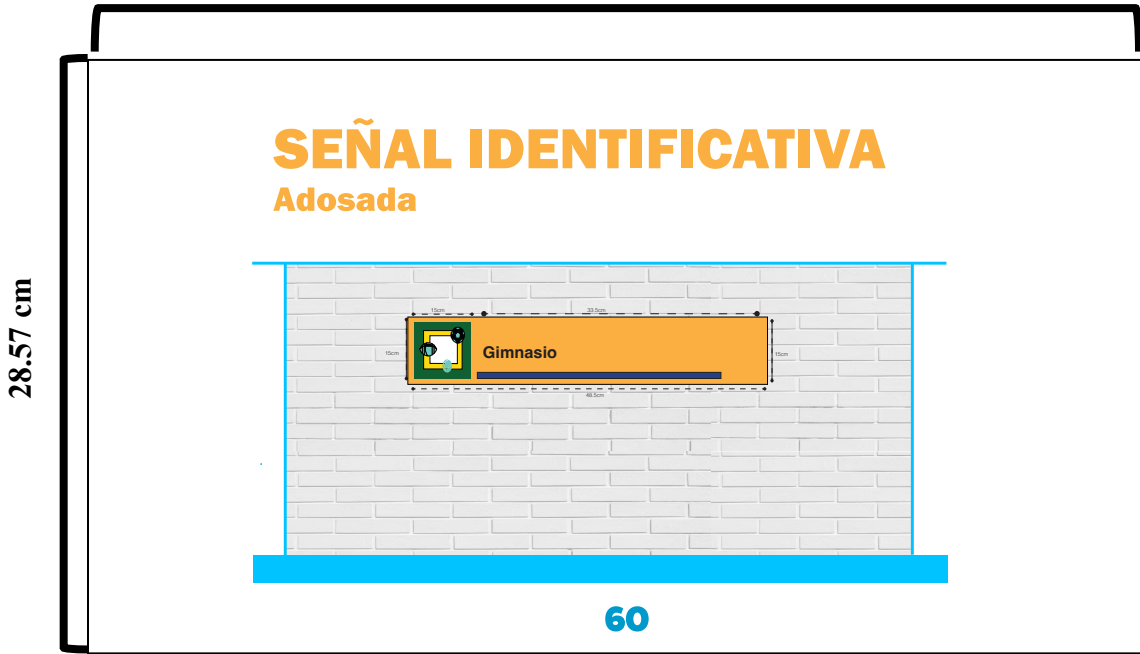 SEÑAL IDENTIFICATIVA
Adosada
28.57 cm
15cm
33.5cm
15cm
Gimnasio
15cm
48.5cm
60